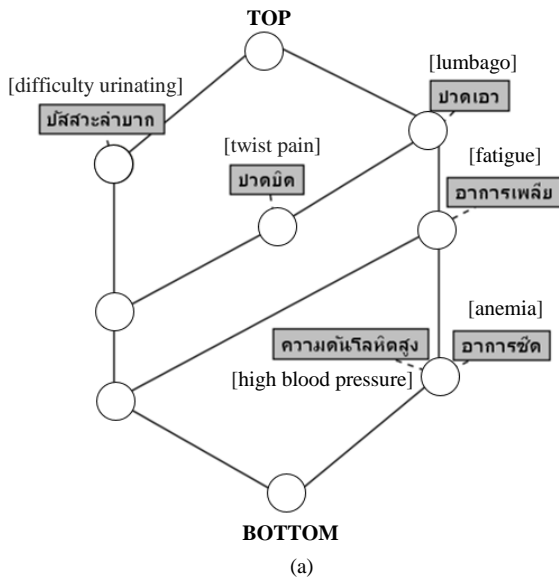 TOP
[difficulty urinating]
ปัสสาวะลำบาก
[lumbago]
ปวดเอว
[twist pain]
ปวดบิด
[fatigue]
อาการเพลีย
[anemia]
ความดันโลหิตสูง
อาการซีด
[high blood pressure]
BOTTOM
(a)